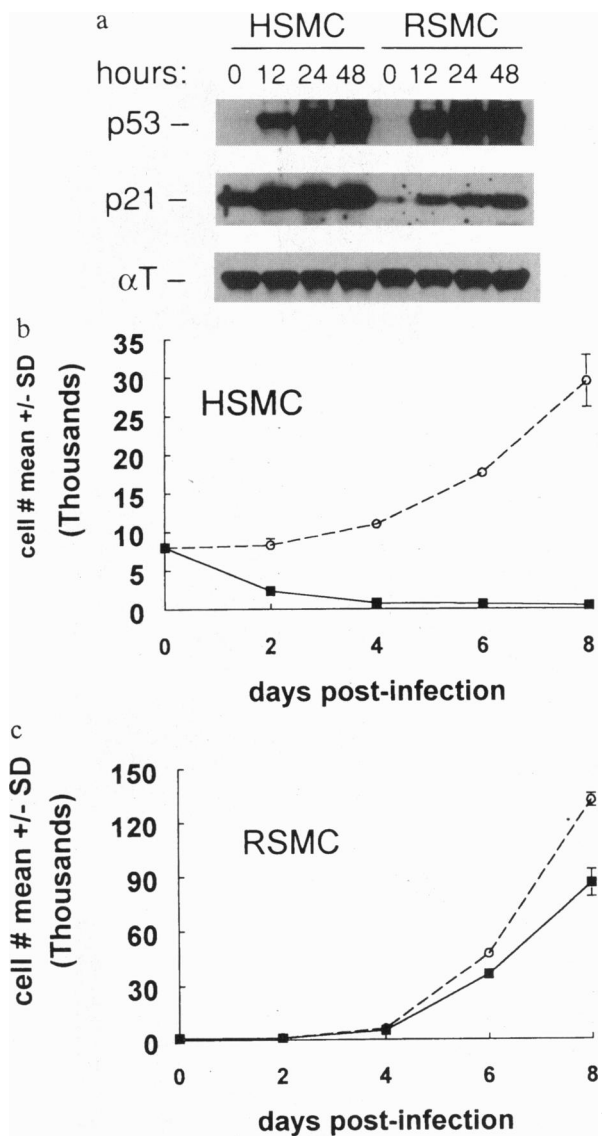 a
HSMC RSMC
hours: 0 12 24 48 0 12 24 48
p53 –
p21 –
αT –
b
cell # mean +/- SD
(Thousands)
35
30
25
20
15
10
5
0
HSMC
0 2 4 6 8
days post-infection
c
cell # mean +/- SD
(Thousands)
150
120
90
60
30
0
RSMC
0 2 4 6 8
days post-infection